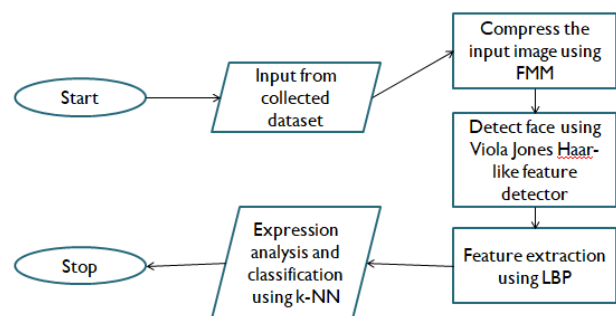 Start
Input from
collected
dataset
Compress the
input image using
FMM
Detect face using
Viola Jones Haar-
like feature
detector
Feature extraction
using LBP
Expression
analysis and
classification
using k-NN
Stop